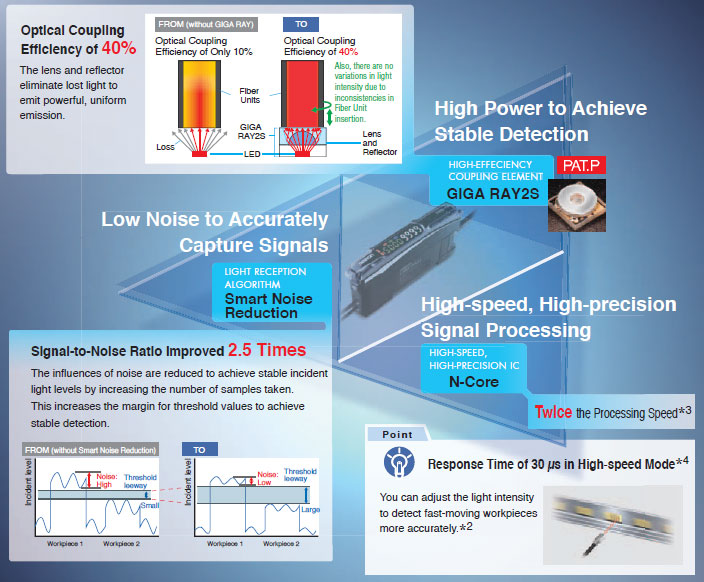 Optical Coupling
Efficiency of 40%
The lens and reflector
eliminate lost light to
emit powerful, uniform
emission.
FROM (without GIGA RAY)
Optical Coupling
Efficiency of Only 10%
TO
Optical Coupling
Efficiency of 40%
Also, there are no
variations in light
intensity due to
inconsistencies in
Fiber Unit
insertion.
Fiber
Units
GIGA
RAY2S
Loss
LED
Lens
and
Reflector
High Power to Achieve
Stable Detection
HIGH-EFFECIENCY
COUPLING ELEMENT
GIGA RAY2S
PAT.P
Low Noise to Accurately
Capture Signals
LIGHT RECEPTION
ALGORITHM
Smart Noise
Reduction
High-speed, High-precision
Signal Processing
HIGH-SPEED,
HIGH-PRECISION IC
N-Core
Twice the Processing Speed*3
Signal-to-Noise Ratio Improved 2.5 Times
The influences of noise are reduced to achieve stable incident
light levels by increasing the number of samples taken.
This increases the margin for threshold values to achieve
stable detection.
FROM (without Smart Noise Reduction)
Incident level
Noise:
High
Threshold
leeway
Small
Workpiece 1
Workpiece 2
TO
Incident level
Noise:
Low
Threshold
leeway
Large
Workpiece 1
Workpiece 2
Point
Response Time of 30 µs in High-speed Mode*4
You can adjust the light intensity
to detect fast-moving workpieces
more accurately.*2